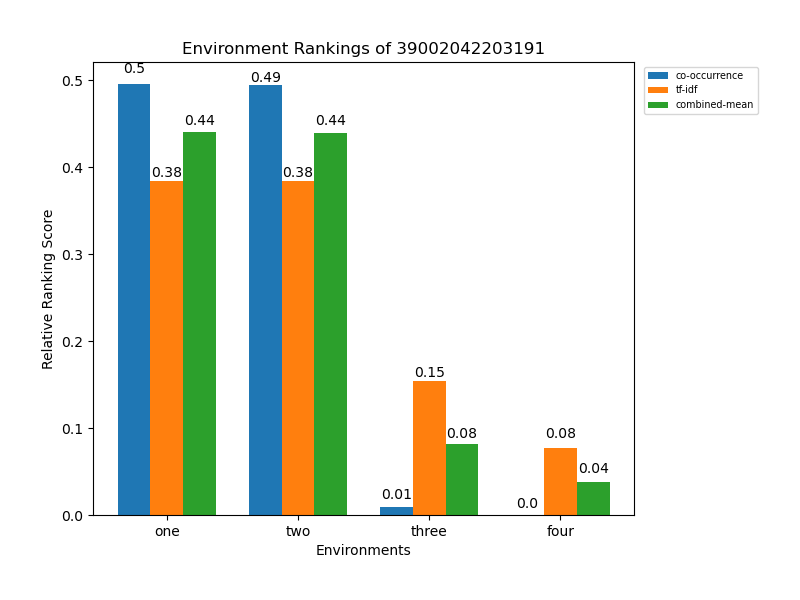 Environment Rankings of 39002042203191
co-occurrence
tf-idf
combined-mean
Relative Ranking Score
0.5
0.4
0.3
0.2
0.1
0.0
0.5
0.38
0.44
0.49
0.38
0.44
0.01
0.15
0.08
0.0
0.08
0.04
one
two
three
four
Environments